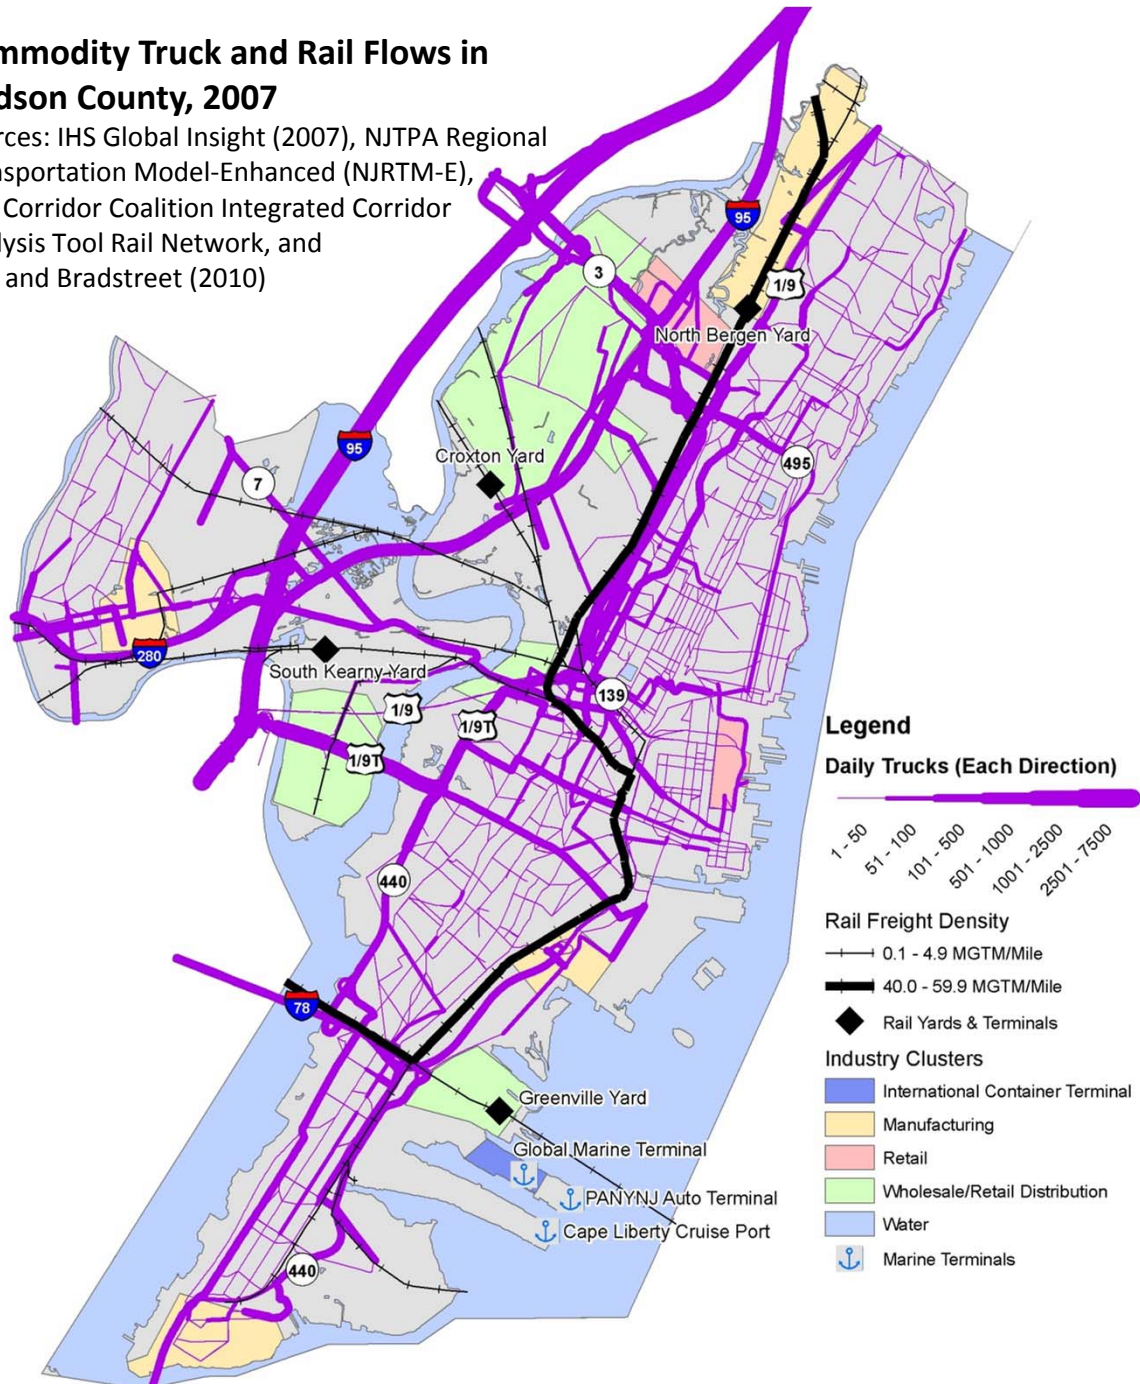 mmodity Truck and Rail Flows in
dson County, 2007
rces: IHS Global Insight (2007), NJTPA Regional
nsportation Model-Enhanced (NJRTM-E),
Corridor Coalition Integrated Corridor
lysis Tool Rail Network, and
and Bradstreet (2010)
95
3
1/9
North Bergen Yard
95
Croxton Yard
495
7
280
South Kearny Yard
1/9
139
1/9T
1/9T
440
78
Greenville Yard
Global Marine Terminal
PANYNJ Auto Terminal
Cape Liberty Cruise Port
440
Legend
Daily Trucks (Each Direction)
1 - 50
51 - 100
101 - 500
501 - 1000
1001 - 2500
2501 - 7500
Rail Freight Density
0.1 - 4.9 MGTM/Mile
40.0 - 59.9 MGTM/Mile
Rail Yards & Terminals
Industry Clusters
International Container Terminal
Manufacturing
Retail
Wholesale/Retail Distribution
Water
Marine Terminals